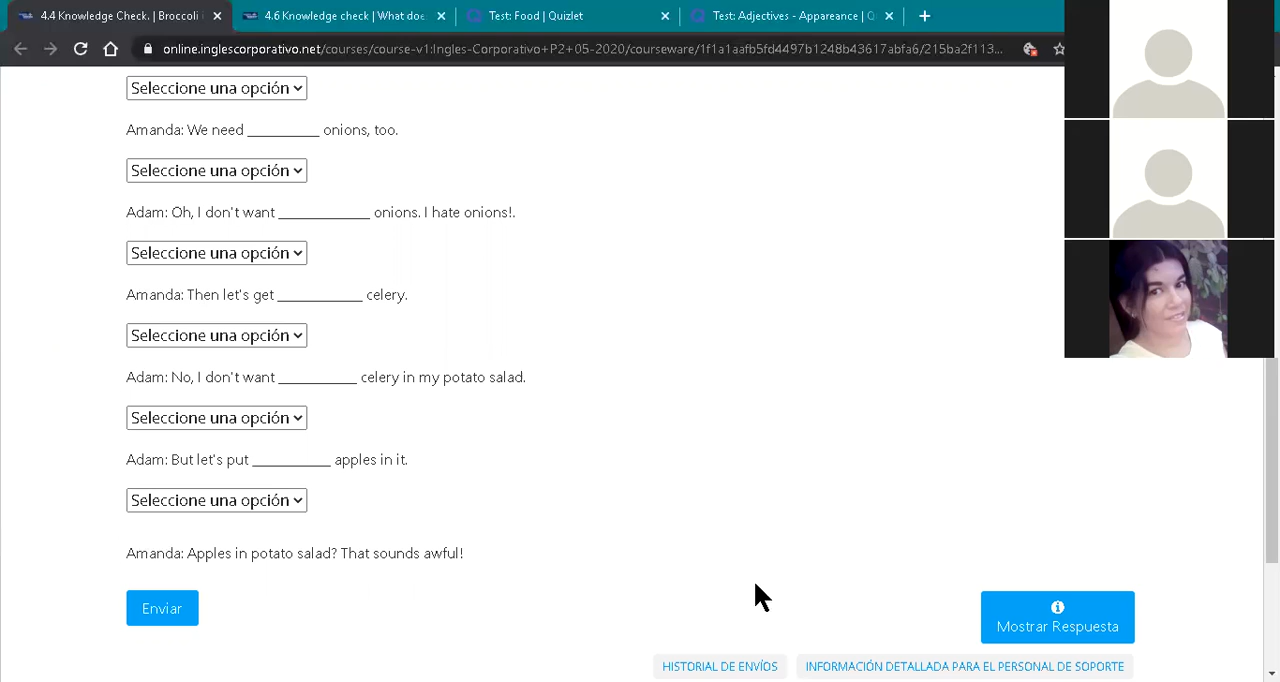 4.4 Knowledge Check. | Broccoli i
4.6 Knowledge check | What doe
Test: Food | Quizlet
Test: Adjectives - Appareance | Q
online.inglescorporativo.net/courses/course-v1:Ingles-Corporativo+P2+05-2020/courseware/1f1a1aafb5fd4497b1248b43617abfa6/215ba2f113...
Seleccione una opción
Amanda: We need _________ onions, too.
Seleccione una opción
Adam: Oh, I don't want ____________ onions. I hate onions!.
Seleccione una opción
Amanda: Then let's get ___________ celery.
Seleccione una opción
Adam: No, I don't want __________ celery in my potato salad.
Seleccione una opción
Adam: But let's put __________ apples in it.
Seleccione una opción
Amanda: Apples in potato salad? That sounds awful!
Enviar
Mostrar Respuesta
HISTORIAL DE ENVÍOS
INFORMACIÓN DETALLADA PARA EL PERSONAL DE SOPORTE